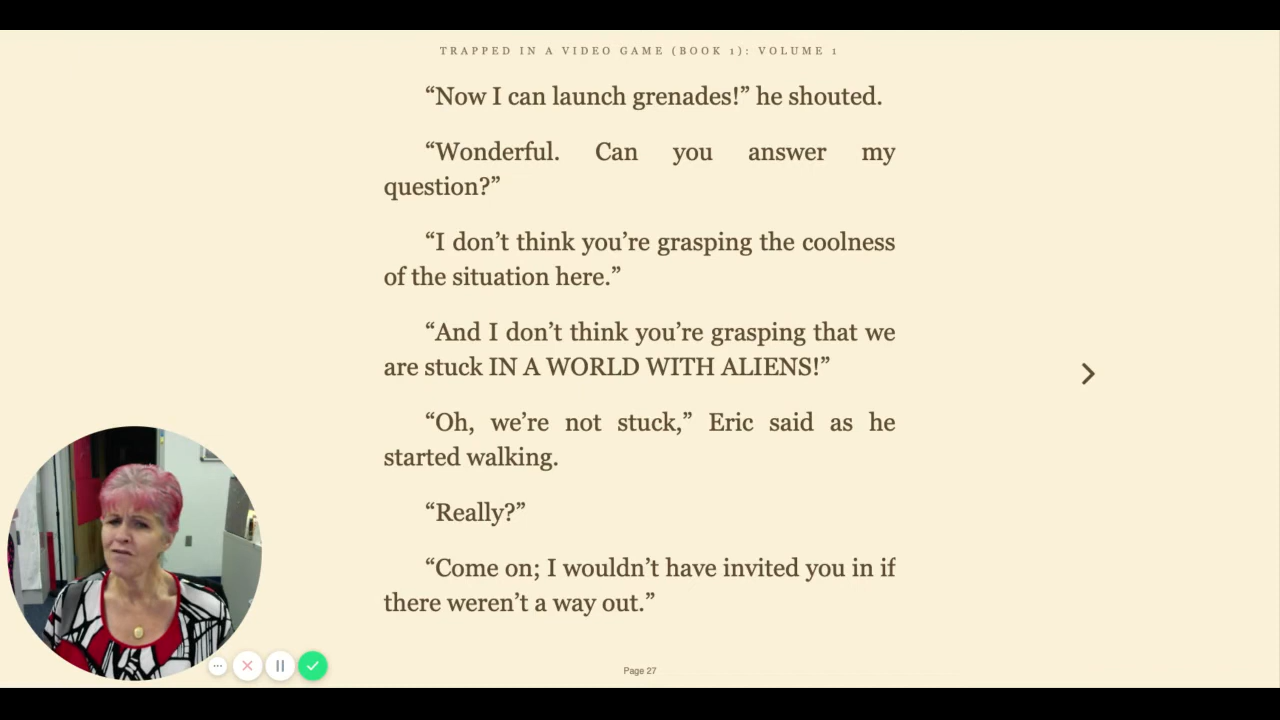 TRAPPED IN A VIDEO GAME (BOOK 1): VOLUME 1
“Now I can launch grenades!” he shouted.
“Wonderful. Can you answer my
question?”
“I don’t think you’re grasping the coolness
of the situation here.”
“And I don’t think you’re grasping that we
are stuck IN A WORLD WITH ALIENS!”
“Oh, we’re not stuck,” Eric said as he
started walking.
“Really?”
“Come on; I wouldn’t have invited you in if
there weren’t a way out.”
Page 27